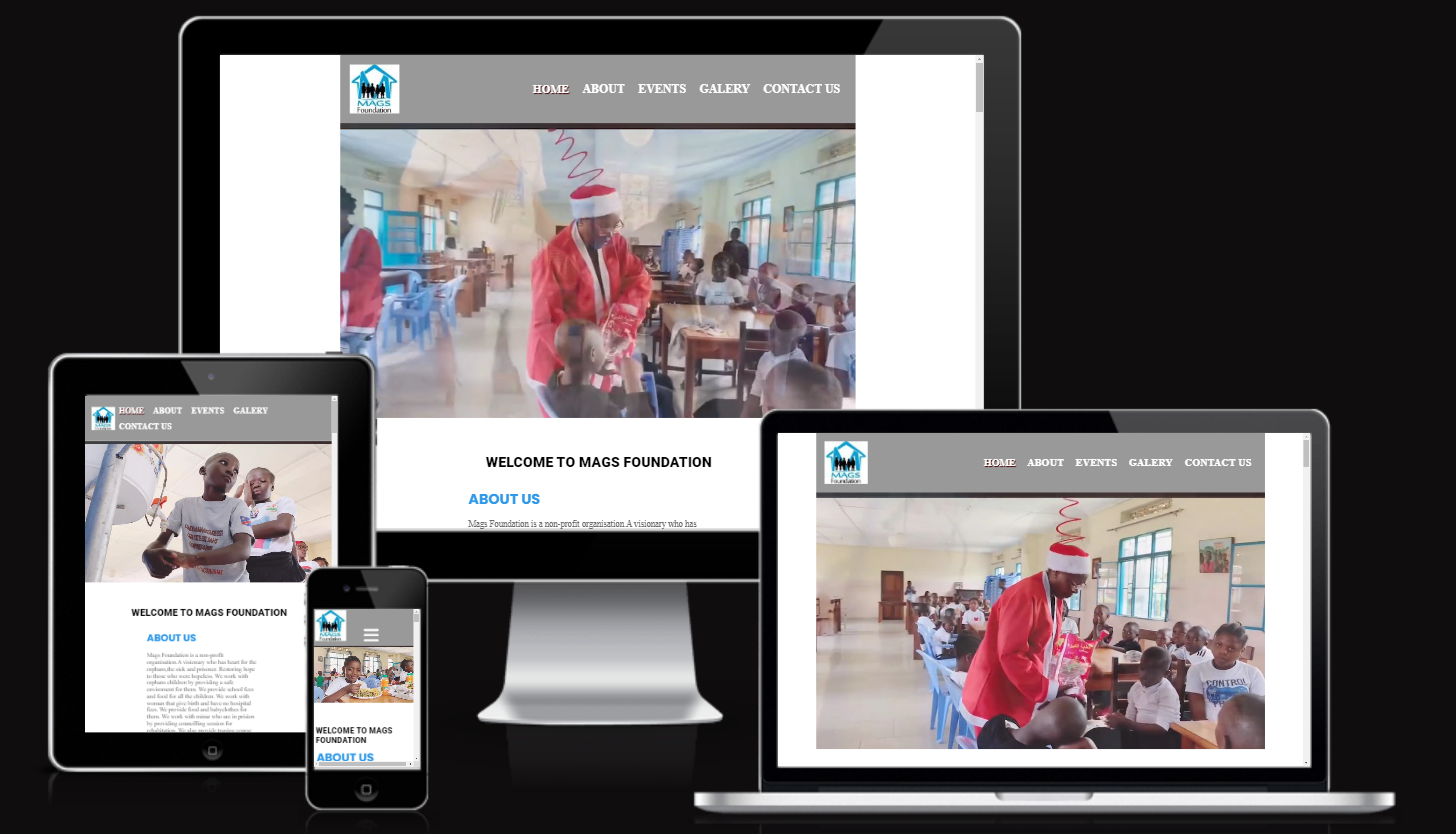 MAGS
Foundation
HOME ABOUT EVENTS GALERY CONTACT US
WELCOME TO MAGS FOUNDATION
ABOUT US
Mags Foundation is a non-profit organisation.A visionary who has
HOME ABOUT EVENTS GALERY
CONTACT US
WELCOME TO MAGS FOUNDATION
ABOUT US
Mags Foundation is a non-profit
organisation.A visionary who has heart for the
orphans,the sick and prisoner. Restoring hope
to those who were hopeless. We work with
orphans children by providing a safe
enviroment for them. We provide school fees
and food for all the children. We work with
woman that give birth and have no hospital
fees. We provide food and babyclothes for
them. We work with minor who are in prision
by providing counselling session for
MAGS
Foundation
WELCOME TO MAGS
FOUNDATION
ABOUT US
MAGS
Foundation
HOME ABOUT EVENTS GALERY CONTACT US
CONTROL